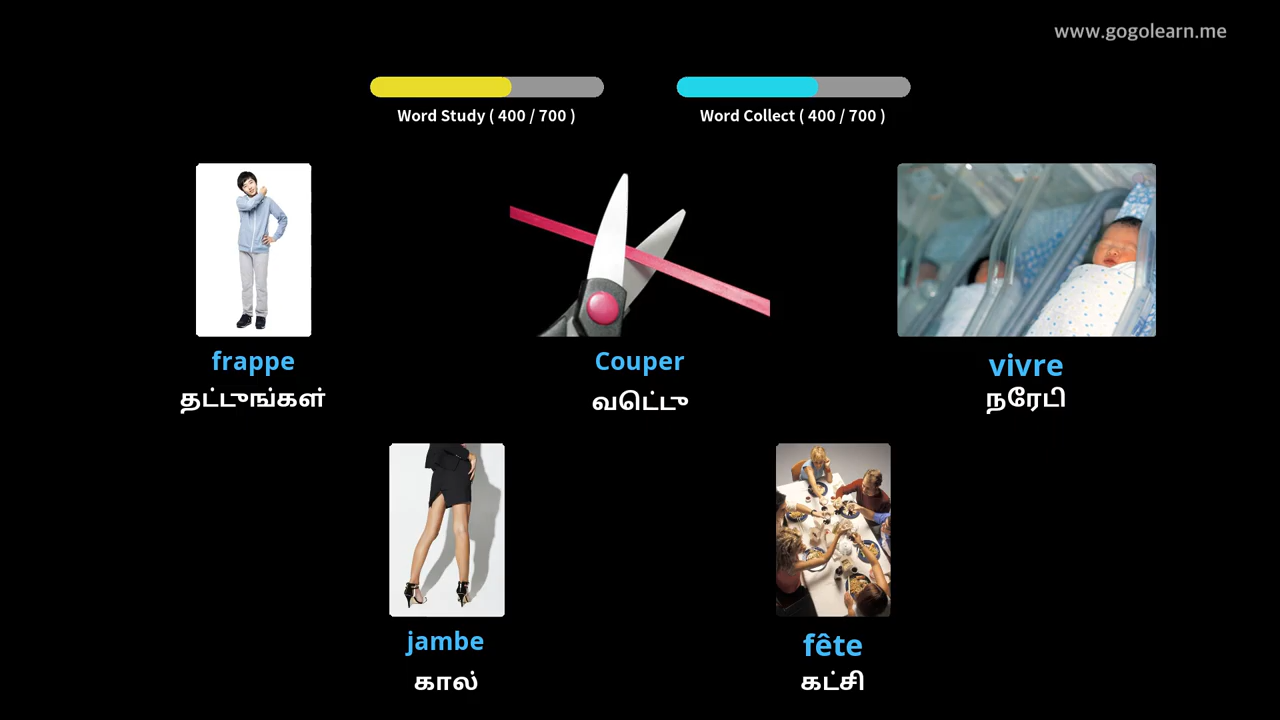 www.gogolearn.me
Word Study ( 400 / 700 )
Word Collect ( 400 / 700 )
frappe
தட்டுங்கள்
Couper
வெட்டு
vivre
நேரடி
jambe
கால்
fête
கட்சி